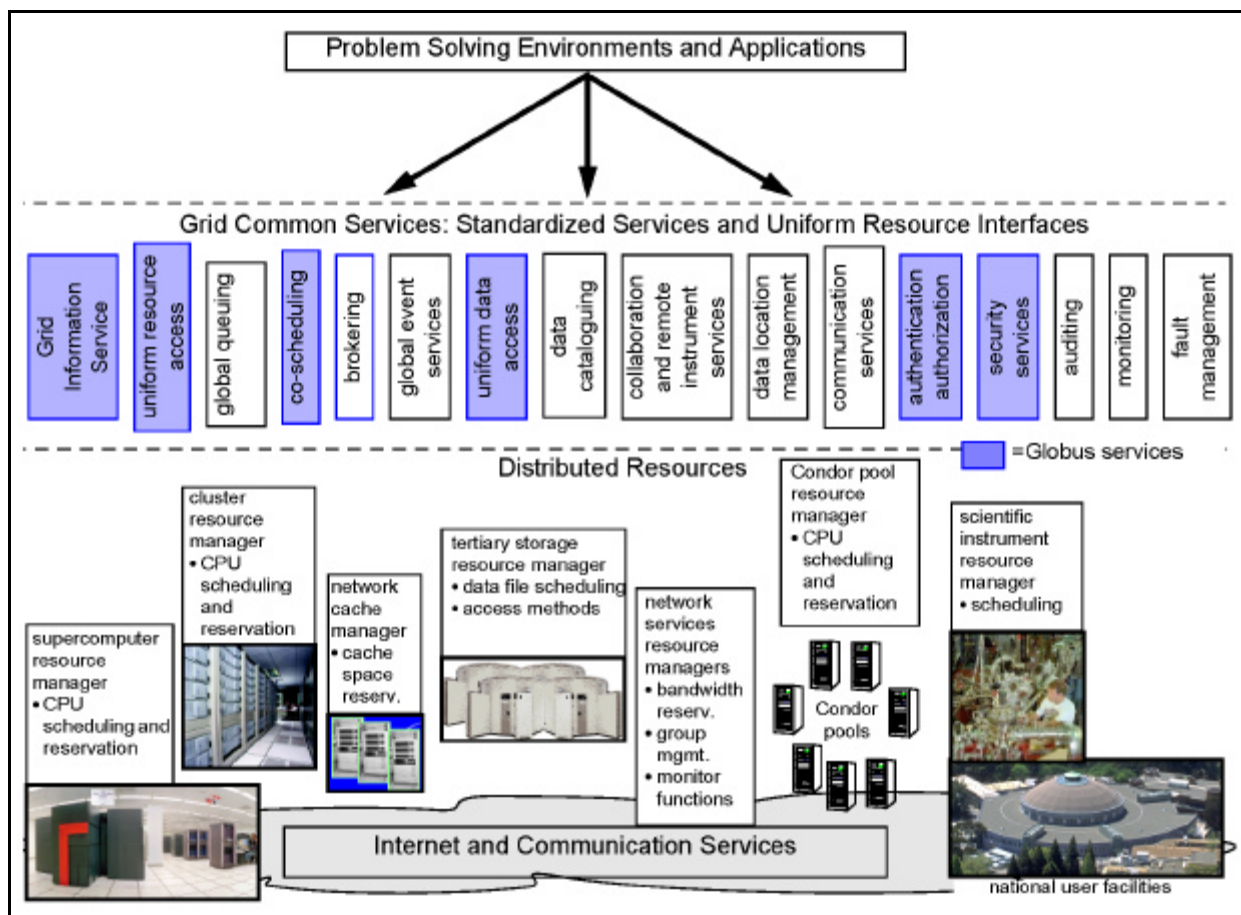 Problem Solving Environments and Applications
Grid Common Services: Standardized Services and Uniform Resource Interfaces
Grid
Information
Service
uniform resource
access
global queuing
co-scheduling
brokering
global event
services
uniform data
access
data
cataloguing
collaboration
and remote
instrument
services
data location
management
communication
services
authentication
authorization
security
services
auditing
monitoring
fault
management
=Globus services
Distributed Resources
supercomputer
resource
manager
• CPU
scheduling and
reservation
cluster
resource
manager
• CPU
scheduling
and
reservation
network
cache
manager
• cache
space
reserv.
tertiary storage
resource manager
• data file scheduling
• access methods
network
services
resource
managers
• bandwidth
reserv.
• group
mgmt.
• monitor
functions
Condor pool
resource
manager
• CPU
scheduling
and
reservation
Condor
pools
scientific
instrument
resource
manager
• scheduling
Internet and Communication Services
national user facilities